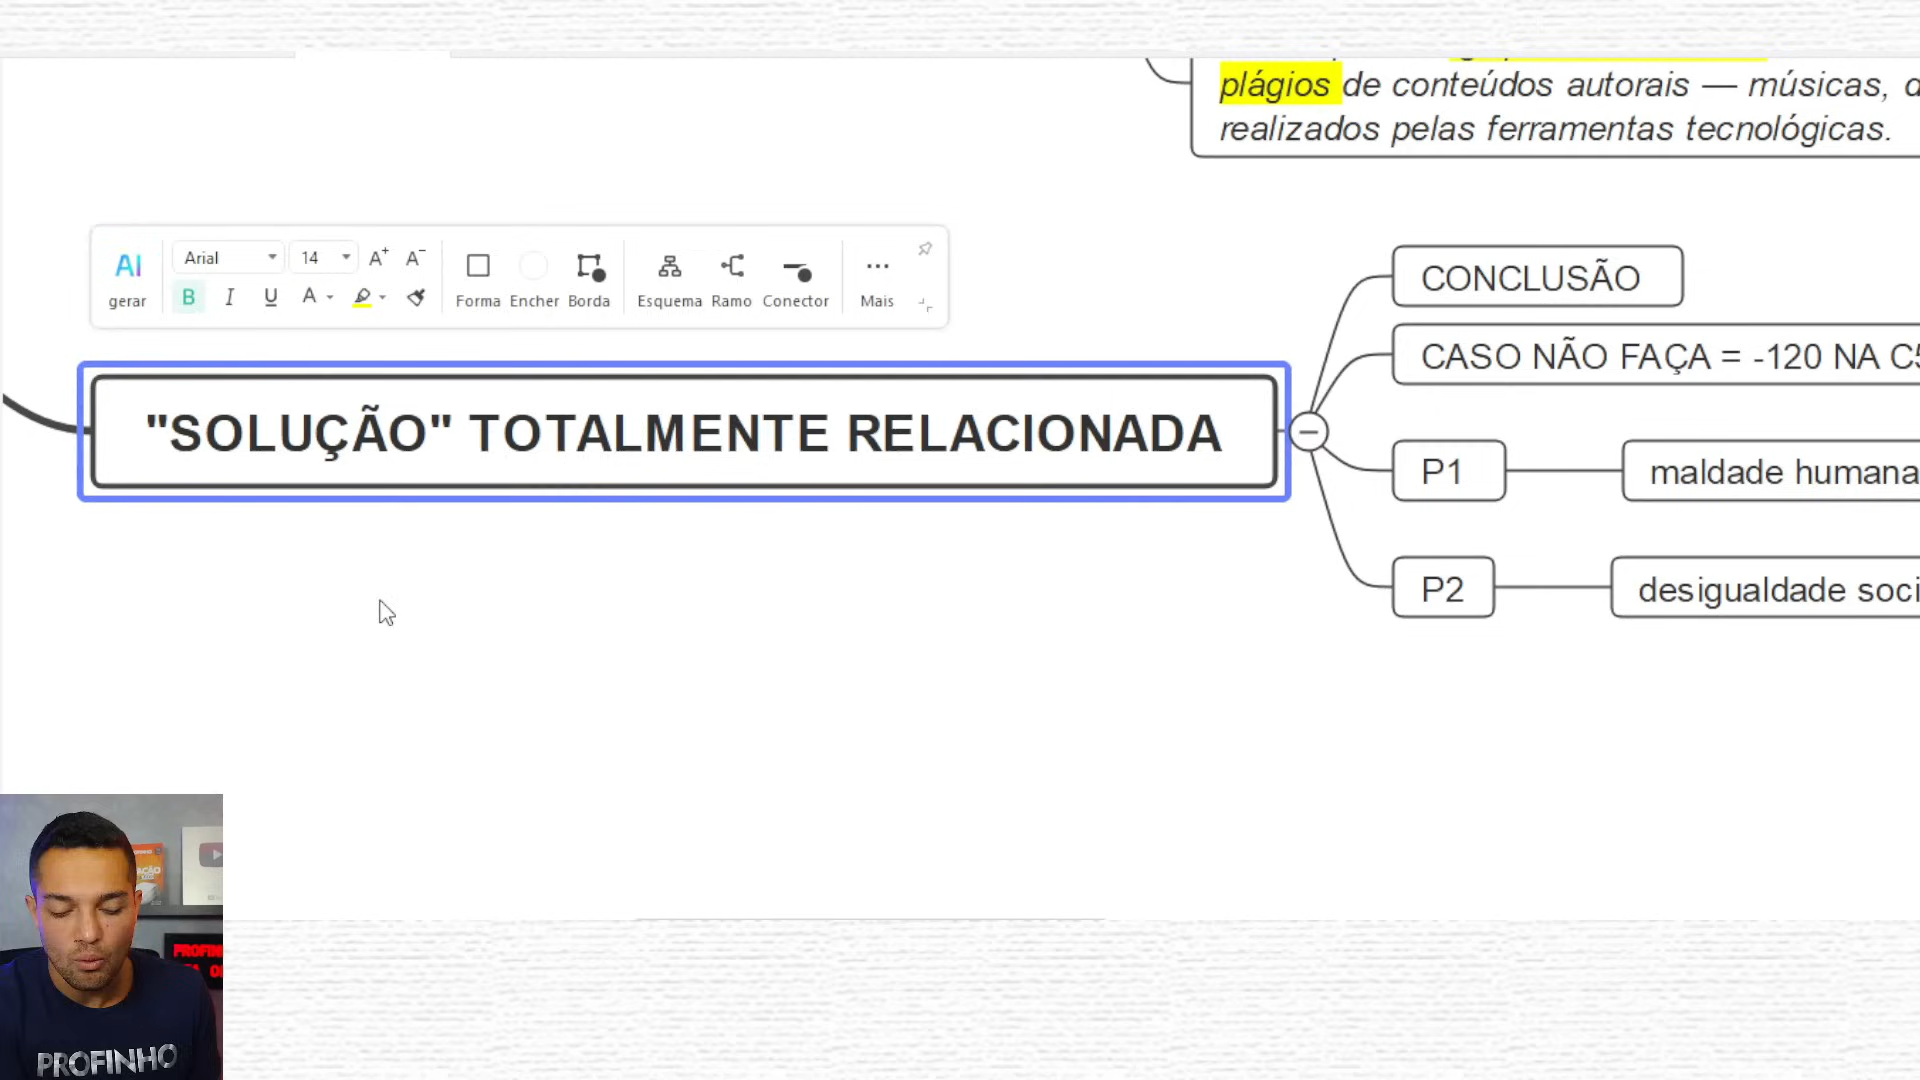 plágios de conteúdos autorais — músicas,
realizados pelas ferramentas tecnológicas.
AI
gerar
Arial
14
A+
A-
B
I
U
A
Forma
Encher
Borda
Esquema
Ramo
Conector
Mais
"SOLUÇÃO" TOTALMENTE RELACIONADA
CONCLUSÃO
CASO NÃO FAÇA = -120 NA C5
P1
maldade humana
P2
desigualdade soci
PROFINHO